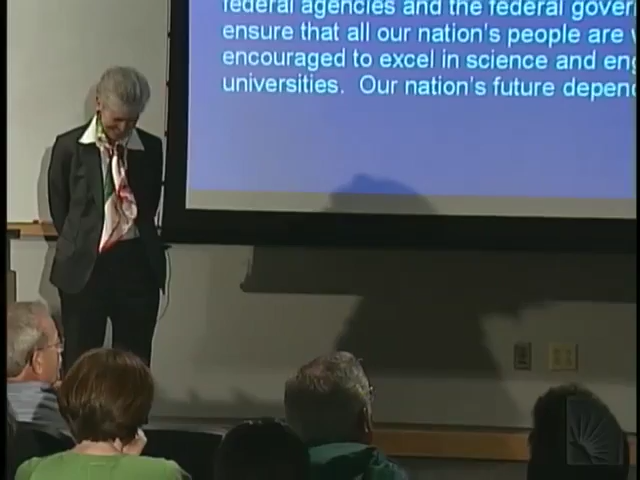 federal agencies and the federal gover
ensure that all our nation's people are
encouraged to excel in science and eng
universities. Our nation's future depen